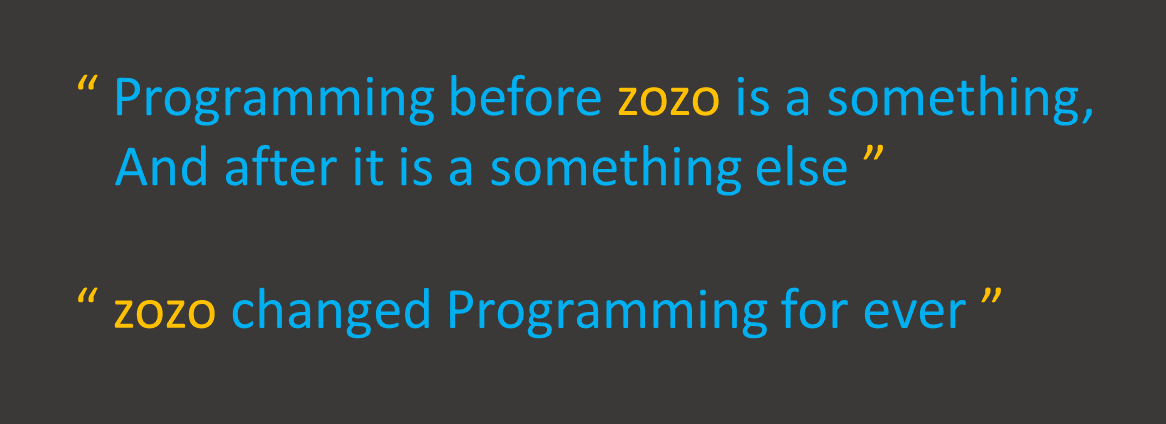 “ Programming before zozo is a something,
And after it is a something else ”
“ zozo changed Programming for ever ”